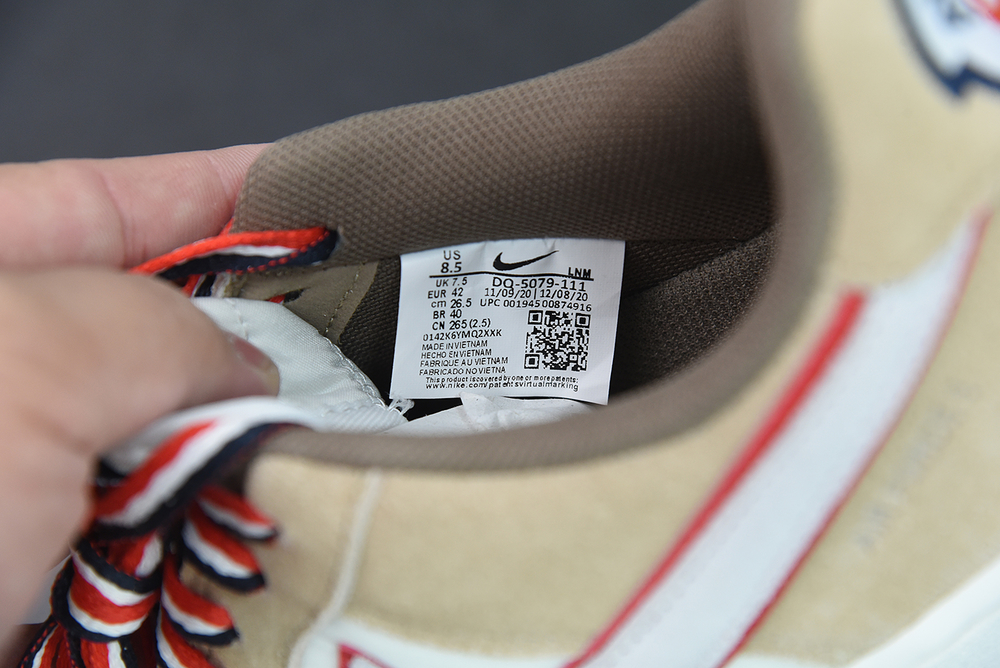 US
8.5
LNM
UK 7.5
DQ-5079-111
EUR 42
11/09/20 | 12/08/20
cm 26.5
UPC 00194500874916
BR 40
CN 265 (2.5)
0142K6YMQ2XXK
MADE IN VIETNAM
HECHO EN VIETNAM
FABRIQUE AU VIETNAM
FABRICADO NO VIETNA
This product is covered by one or more patents:
www.nike.com/patentsvirtualmarking